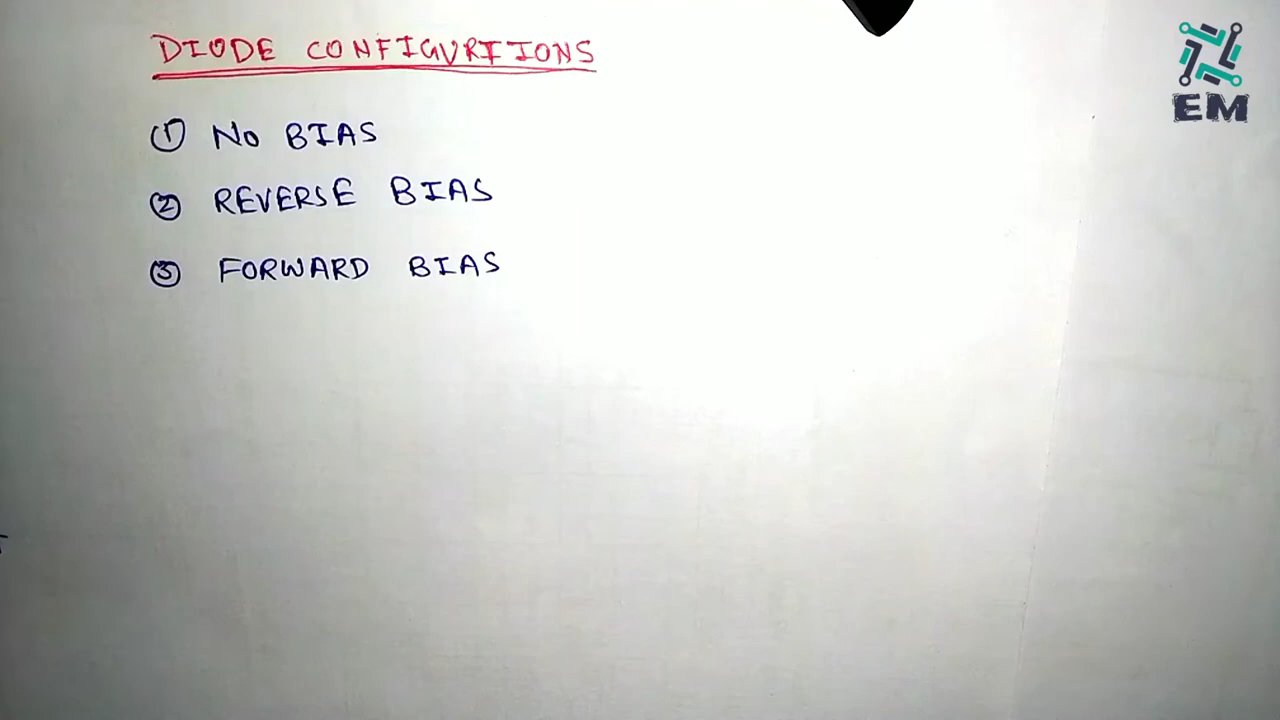 DIODE CONFIGURTIONS
① NO BIAS
② REVERSE BIAS
③ FORWARD BIAS
EM